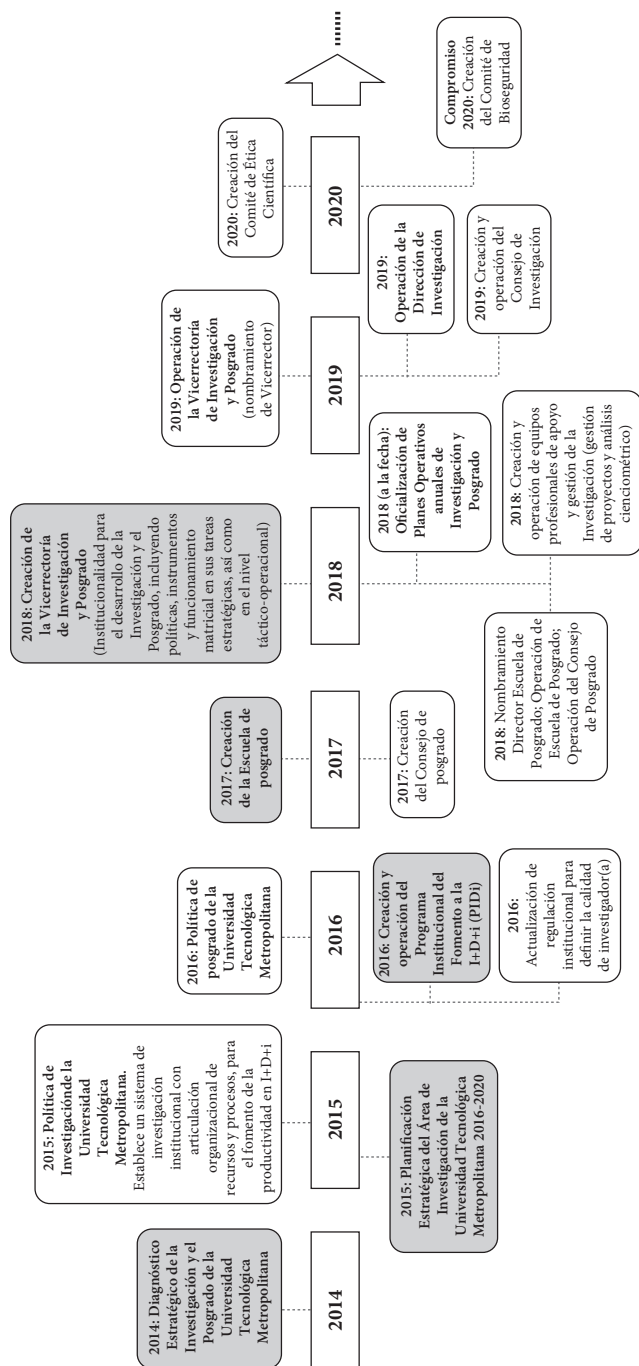 2014: Diagnóstico
Estratégico de la
Investigación y el
Posgrado de la
Universidad
Tecnológica
Metropolitana
2014
2015: Política de
Investigaciónde la
Universidad
Tecnológica
Metropolitana.
Establece un sistema de
investigación
institucional con
articulación
organizacional de
recursos y procesos, para
el fomento de la
productividad en I+D+i
2015
2015: Planificación
Estratégica del Área de
Investigación de la
Universidad Tecnológica
Metropolitana 2016-2020
2016: Política de
posgrado de la
Universidad
Tecnológica
Metropolitana
2016
2016: Creación y
operación del
Programa
Institucional del
Fomento a la
I+D+i (PIDi)
2016:
Actualización de
regulación
institucional para
definir la calidad
de investigador(a)
2017: Creación
de la Escuela de
posgrado
2017
2017: Creación
del Consejo de
posgrado
2018: Creación de
la Vicerrectoría
de Investigación
y Posgrado
(Institucionalidad para
el desarrollo de la
Investigación y el
Posgrado, incluyendo
políticas, instrumentos
y funcionamiento
matricial en sus tareas
estratégicas, así como
en el nivel
táctico-operacional)
2018
2018 (a la fecha):
Oficialización de
Planes Operativos
anuales de
Investigación y
Posgrado
2018: Nombramiento
Director Escuela de
Posgrado; Operación de
Escuela de Posgrado;
Operación del Consejo
de Posgrado
2018: Creación y
operación de equipos
profesionales de apoyo
y gestión de la
Investigación (gestión
de proyectos y análisis
cienciométrico)
2019: Operación de
la Vicerrectoría
de Investigación
y Posgrado
(nombramiento
de Vicerrector)
2019
2019:
Operación de la
Dirección de
Investigación
2019: Creación y
operación del
Consejo de
Investigación
2020: Creación del
Comité de Ética
Científica
2020
Compromiso
2020: Creación
del Comité de
Bioseguridad